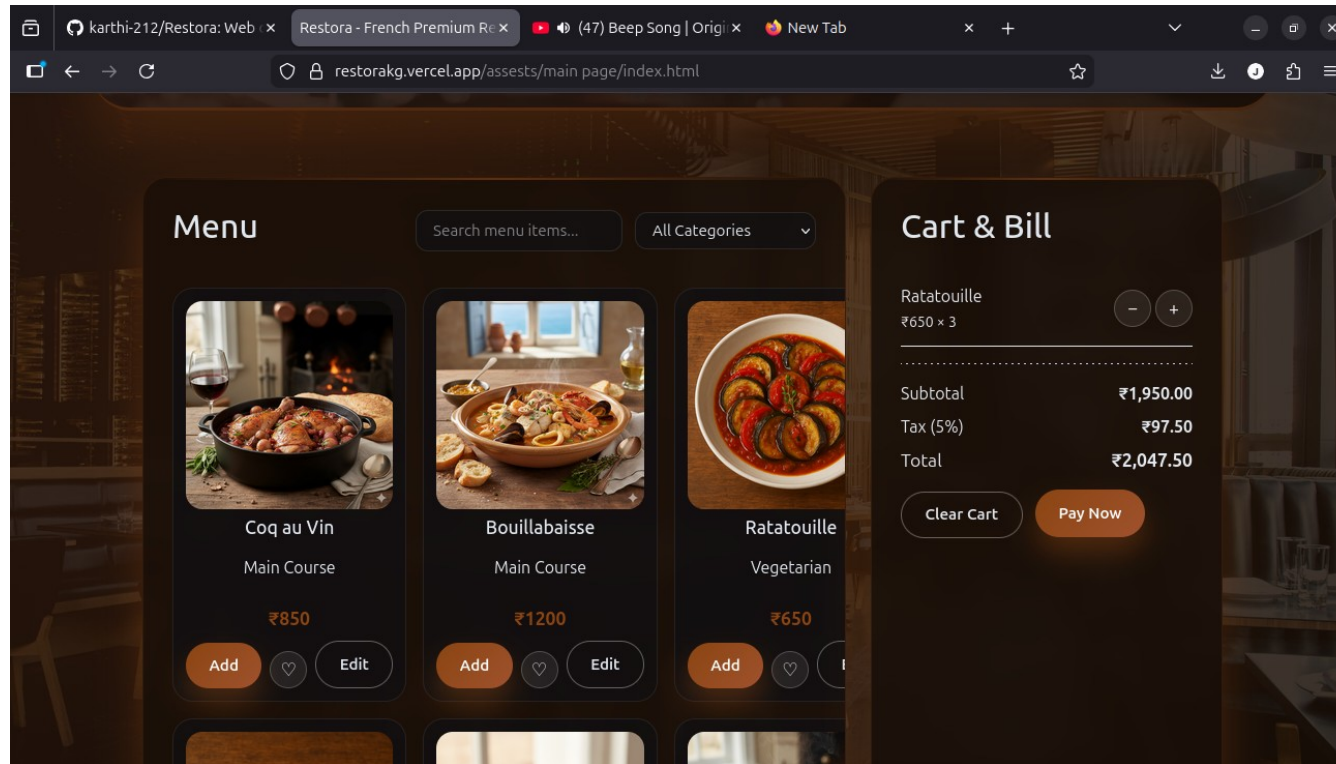 karthi-212/Restora: Web
Restora - French Premium Re
(47) Beep Song | Origi
New Tab
restorakg.vercel.app/assests/main page/index.html
J
Menu
Search menu items...
All Categories
Coq au Vin
Main Course
₹850
Add
Edit
Bouillabaisse
Main Course
₹1200
Add
Edit
Ratatouille
Vegetarian
₹650
Add
Cart & Bill
Ratatouille
₹650 × 3
− +
Subtotal ₹1,950.00
Tax (5%) ₹97.50
Total ₹2,047.50
Clear Cart
Pay Now